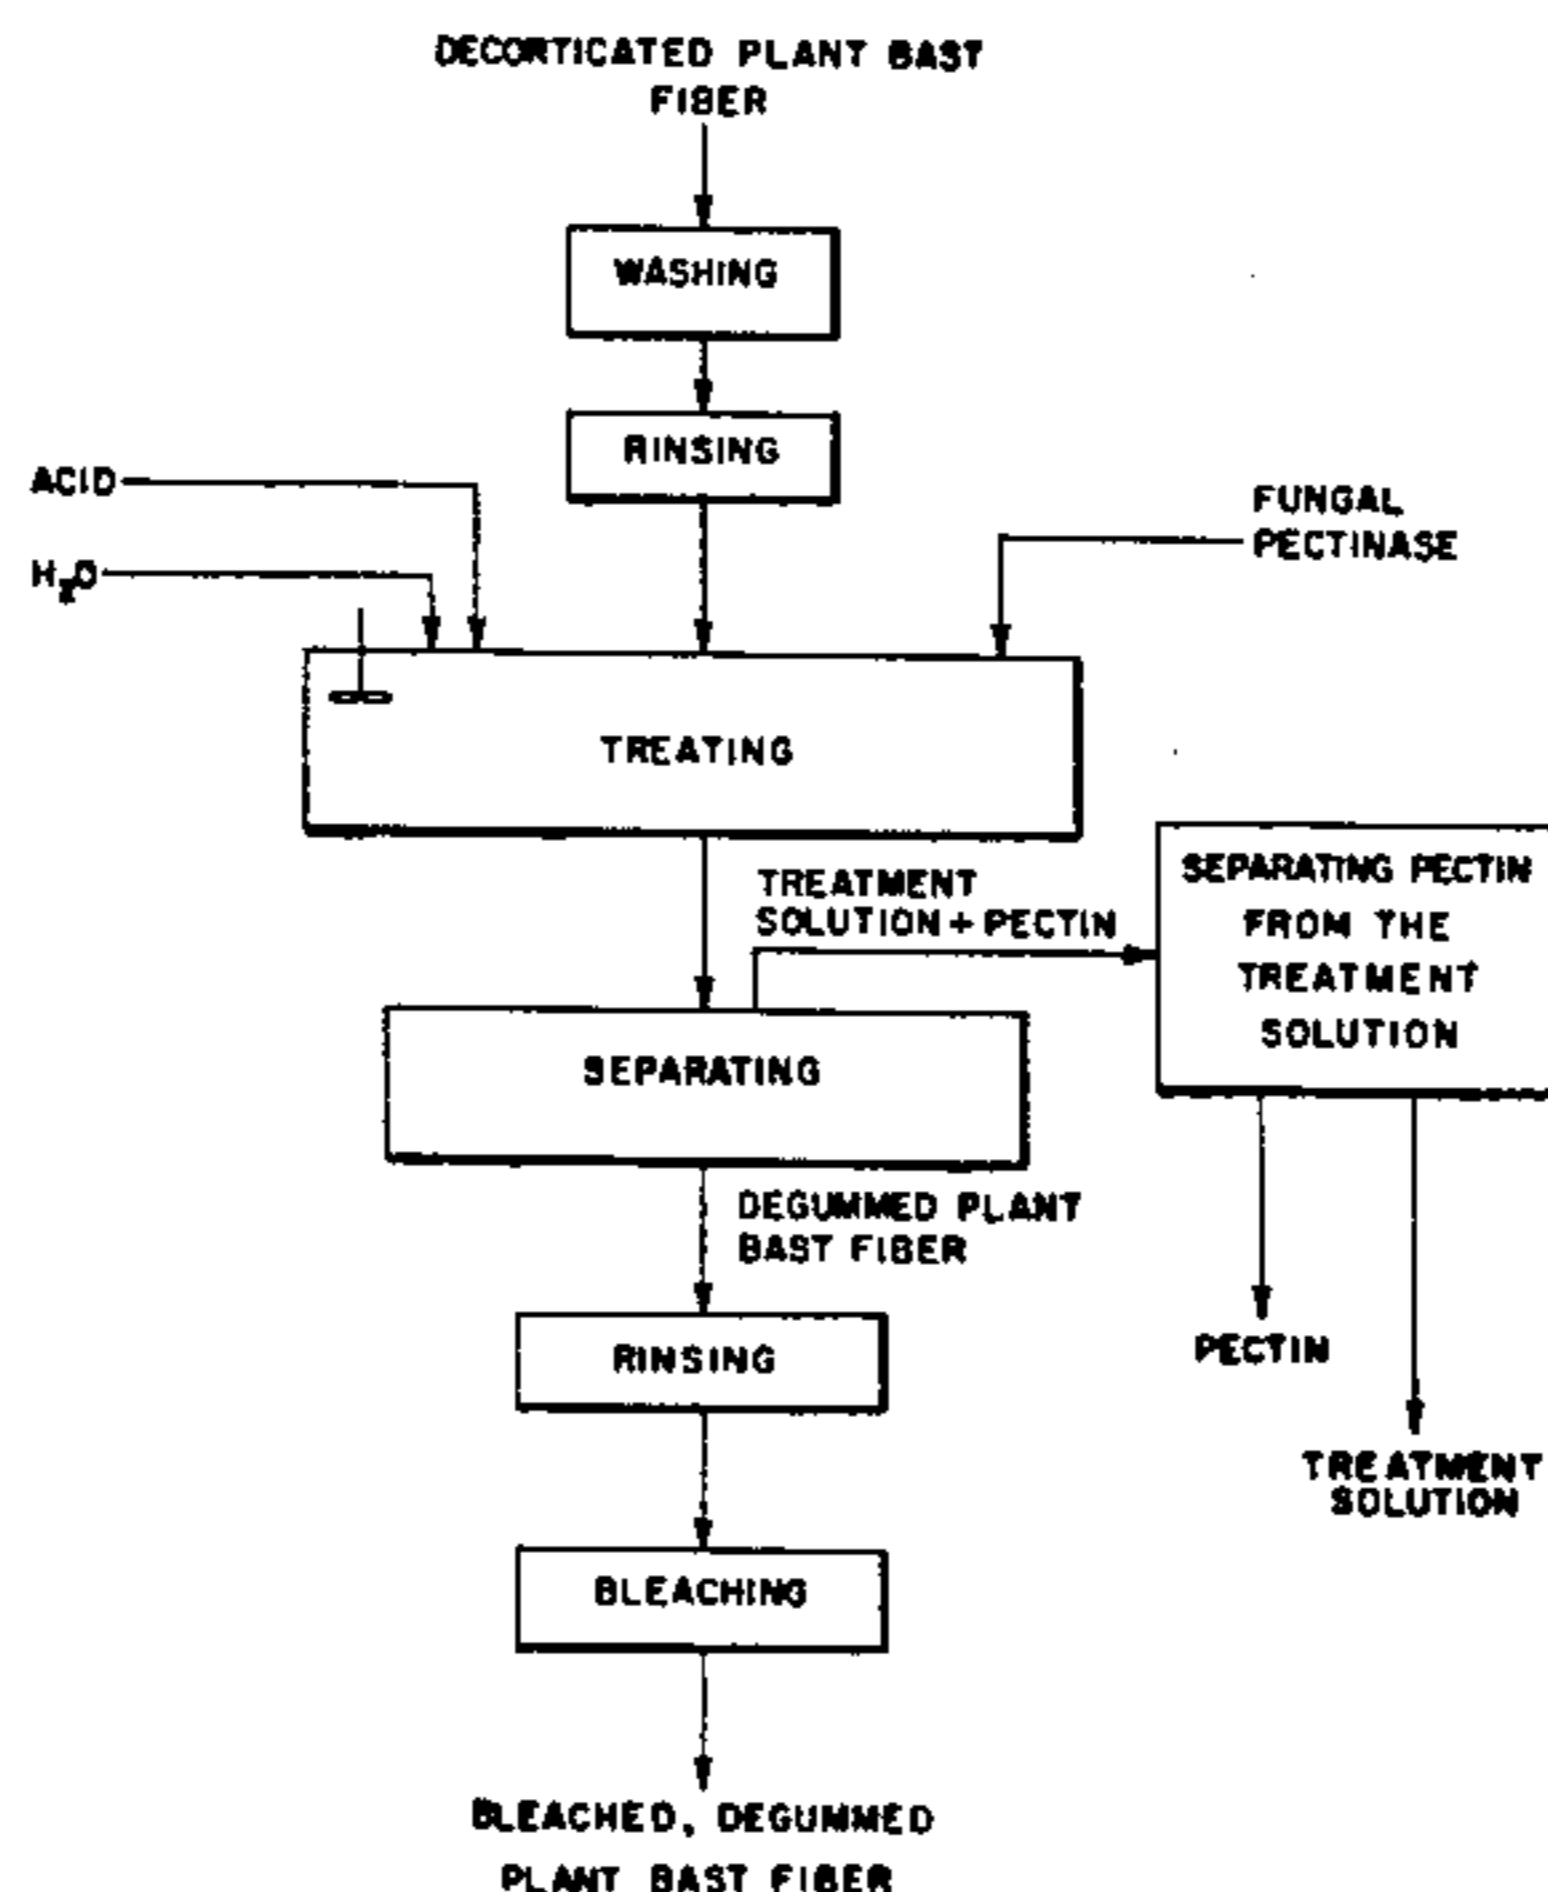 DECORTICATED PLANT BAST
FIBER
WASHING
RINSING
ACID
H2O
FUNGAL
PECTINASE
TREATING
TREATMENT
SOLUTION + PECTIN
SEPARATING PECTIN
FROM THE
TREATMENT
SOLUTION
SEPARATING
DEGUMMED PLANT
BAST FIBER
RINSING
PECTIN
TREATMENT
SOLUTION
BLEACHING
BLEACHED, DEGUMMED
PLANT BAST FIBER